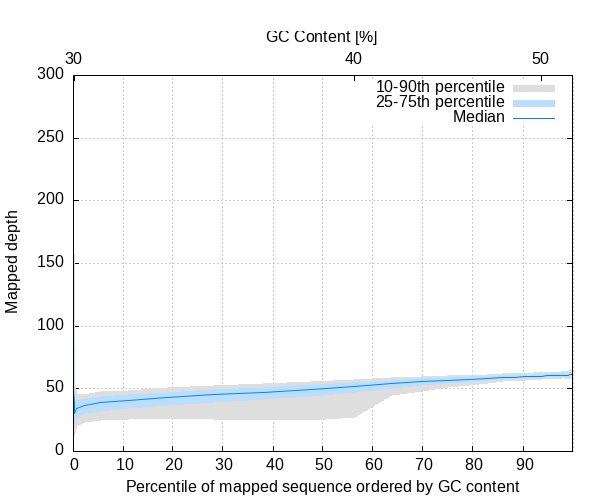 GC Content [%]
30 40 50
300
10-90th percentile
25-75th percentile
Median
250
200
150
100
50
0
Mapped depth
0 10 20 30 40 50 60 70 80 90
Percentile of mapped sequence ordered by GC content